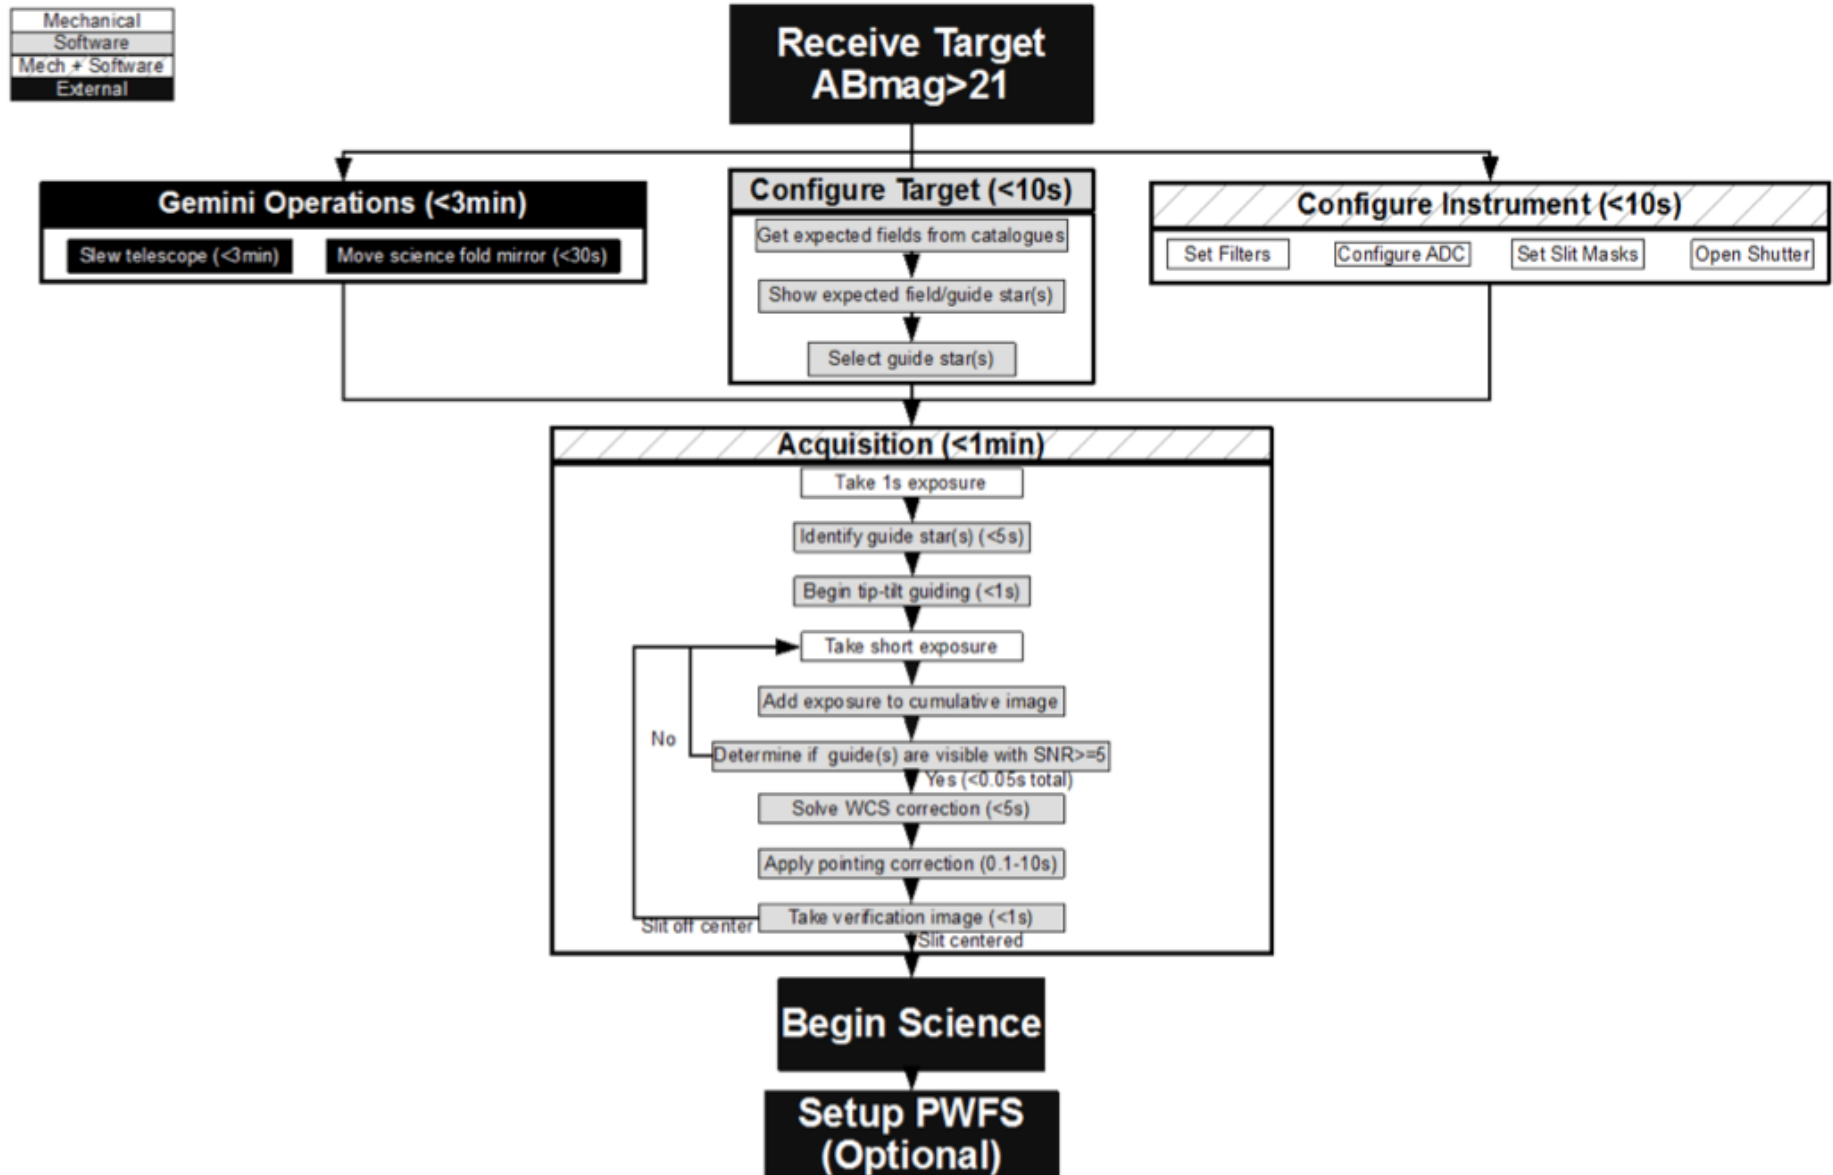 Mechanical
Software
Mech + Software
External
Receive Target
ABmag>21
Gemini Operations (<3min)
Slew telescope (<3min)
Move science fold mirror (<30s)
Configure Target (<10s)
Get expected fields from catalogues
Show expected field/guide star(s)
Select guide star(s)
Configure Instrument (<10s)
Set Filters
Configure ADC
Set Slit Masks
Open Shutter
Acquisition (<1min)
Take 1s exposure
Identify guide star(s) (<5s)
Begin tip-tilt guiding (<1s)
Take short exposure
Add exposure to cumulative image
No
Determine if guide(s) are visible with SNR>=5
Yes (<0.05s total)
Solve WCS correction (<5s)
Apply pointing correction (0.1-10s)
Take verification image (<1s)
Slit off center
Slit centered
Begin Science
Setup PWFS
(Optional)